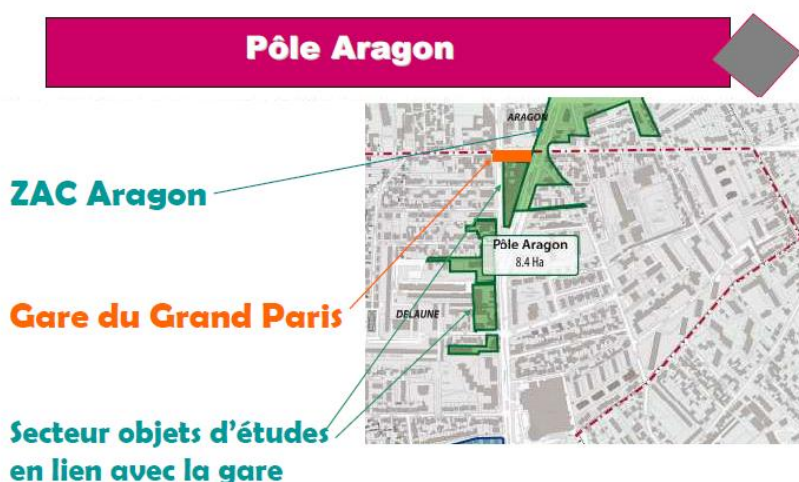 Pôle Aragon
ARAGON
ZAC Aragon
Pôle Aragon
8.4 Ha
Gare du Grand Paris
DELAUNE
Secteur objets d'études
en lien avec la gare